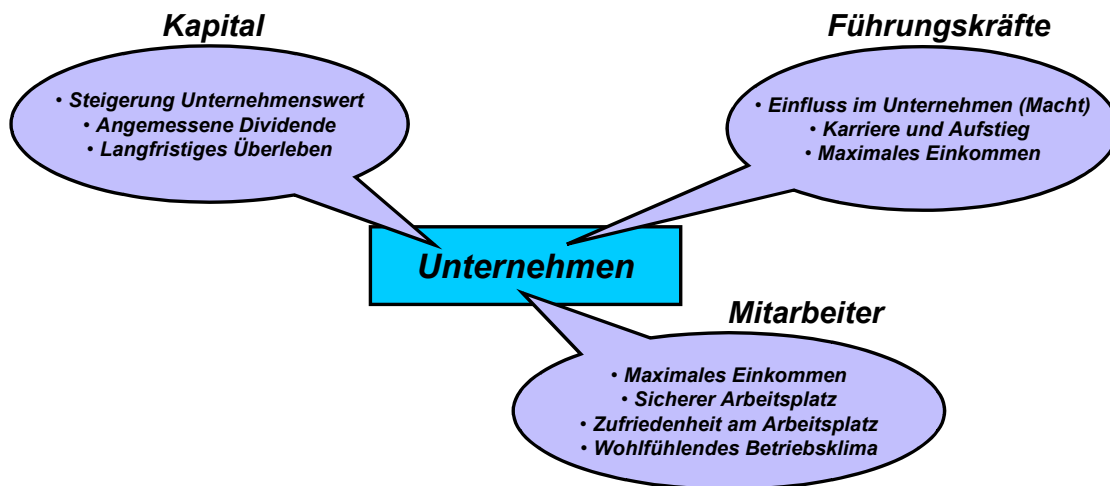 Kapital
• Steigerung Unternehmenswert
• Angemessene Dividende
• Langfristiges Überleben
Führungskräfte
• Einfluss im Unternehmen (Macht)
• Karriere und Aufstieg
• Maximales Einkommen
Unternehmen
Mitarbeiter
• Maximales Einkommen
• Sicherer Arbeitsplatz
• Zufriedenheit am Arbeitsplatz
• Wohlfühlendes Betriebsklima